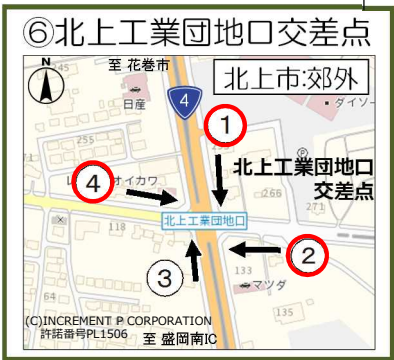 ⑥北上工業団地口交差点
N
至 花巻市
北上市:郊外
日産
4
ダイソー
①
255
北上工業団地口
交差点
④
オイカワ
266
271
北上工業団地口
118
③
②
133
マツダ
64
135
(C)INCREMENT P CORPORATION
許諾番号PL1506
至 盛岡南IC